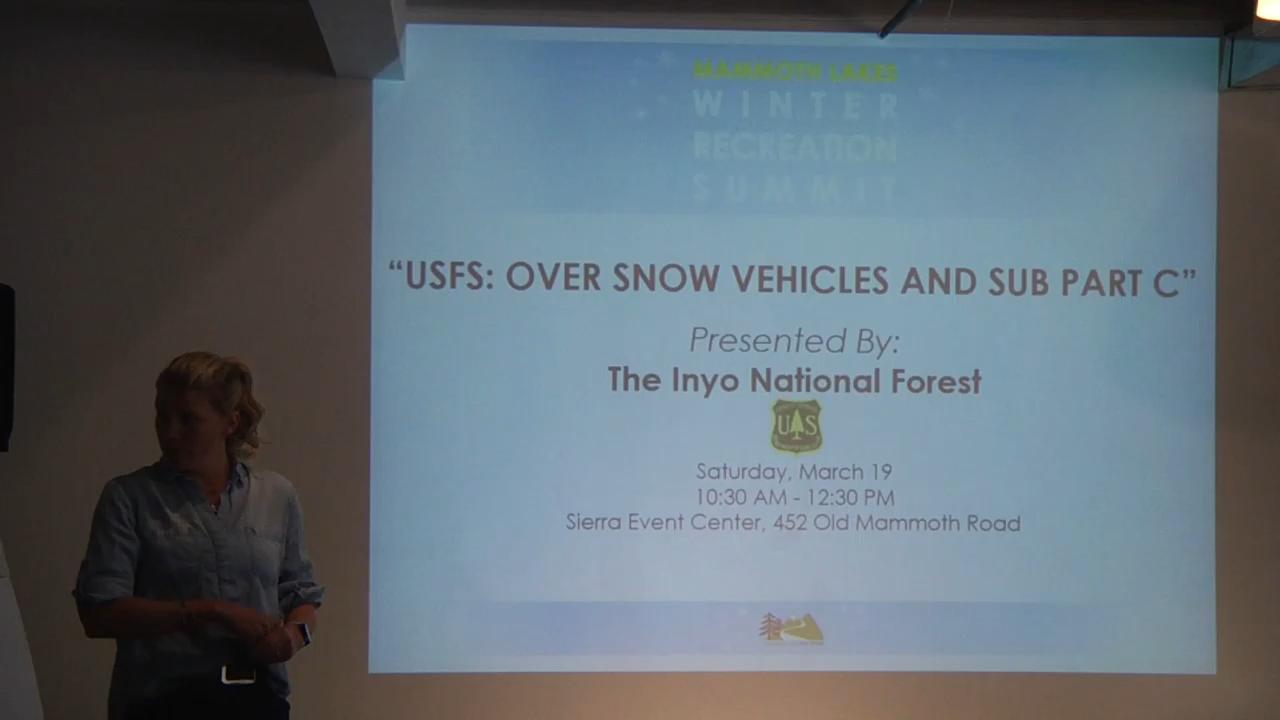 MAMMOTH LAKES
WINTER
RECREATION
SUMMIT
“USFS: OVER SNOW VEHICLES AND SUB PART C”
Presented By:
The Inyo National Forest
US
Saturday, March 19
10:30 AM - 12:30 PM
Sierra Event Center, 452 Old Mammoth Road